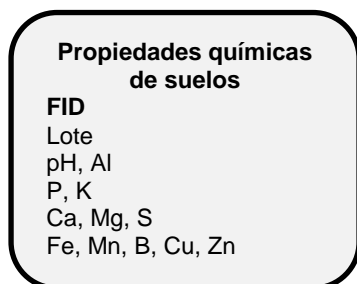 Propiedades químicas
de suelos
FID
Lote
pH, Al
P, K
Ca, Mg, S
Fe, Mn, B, Cu, Zn